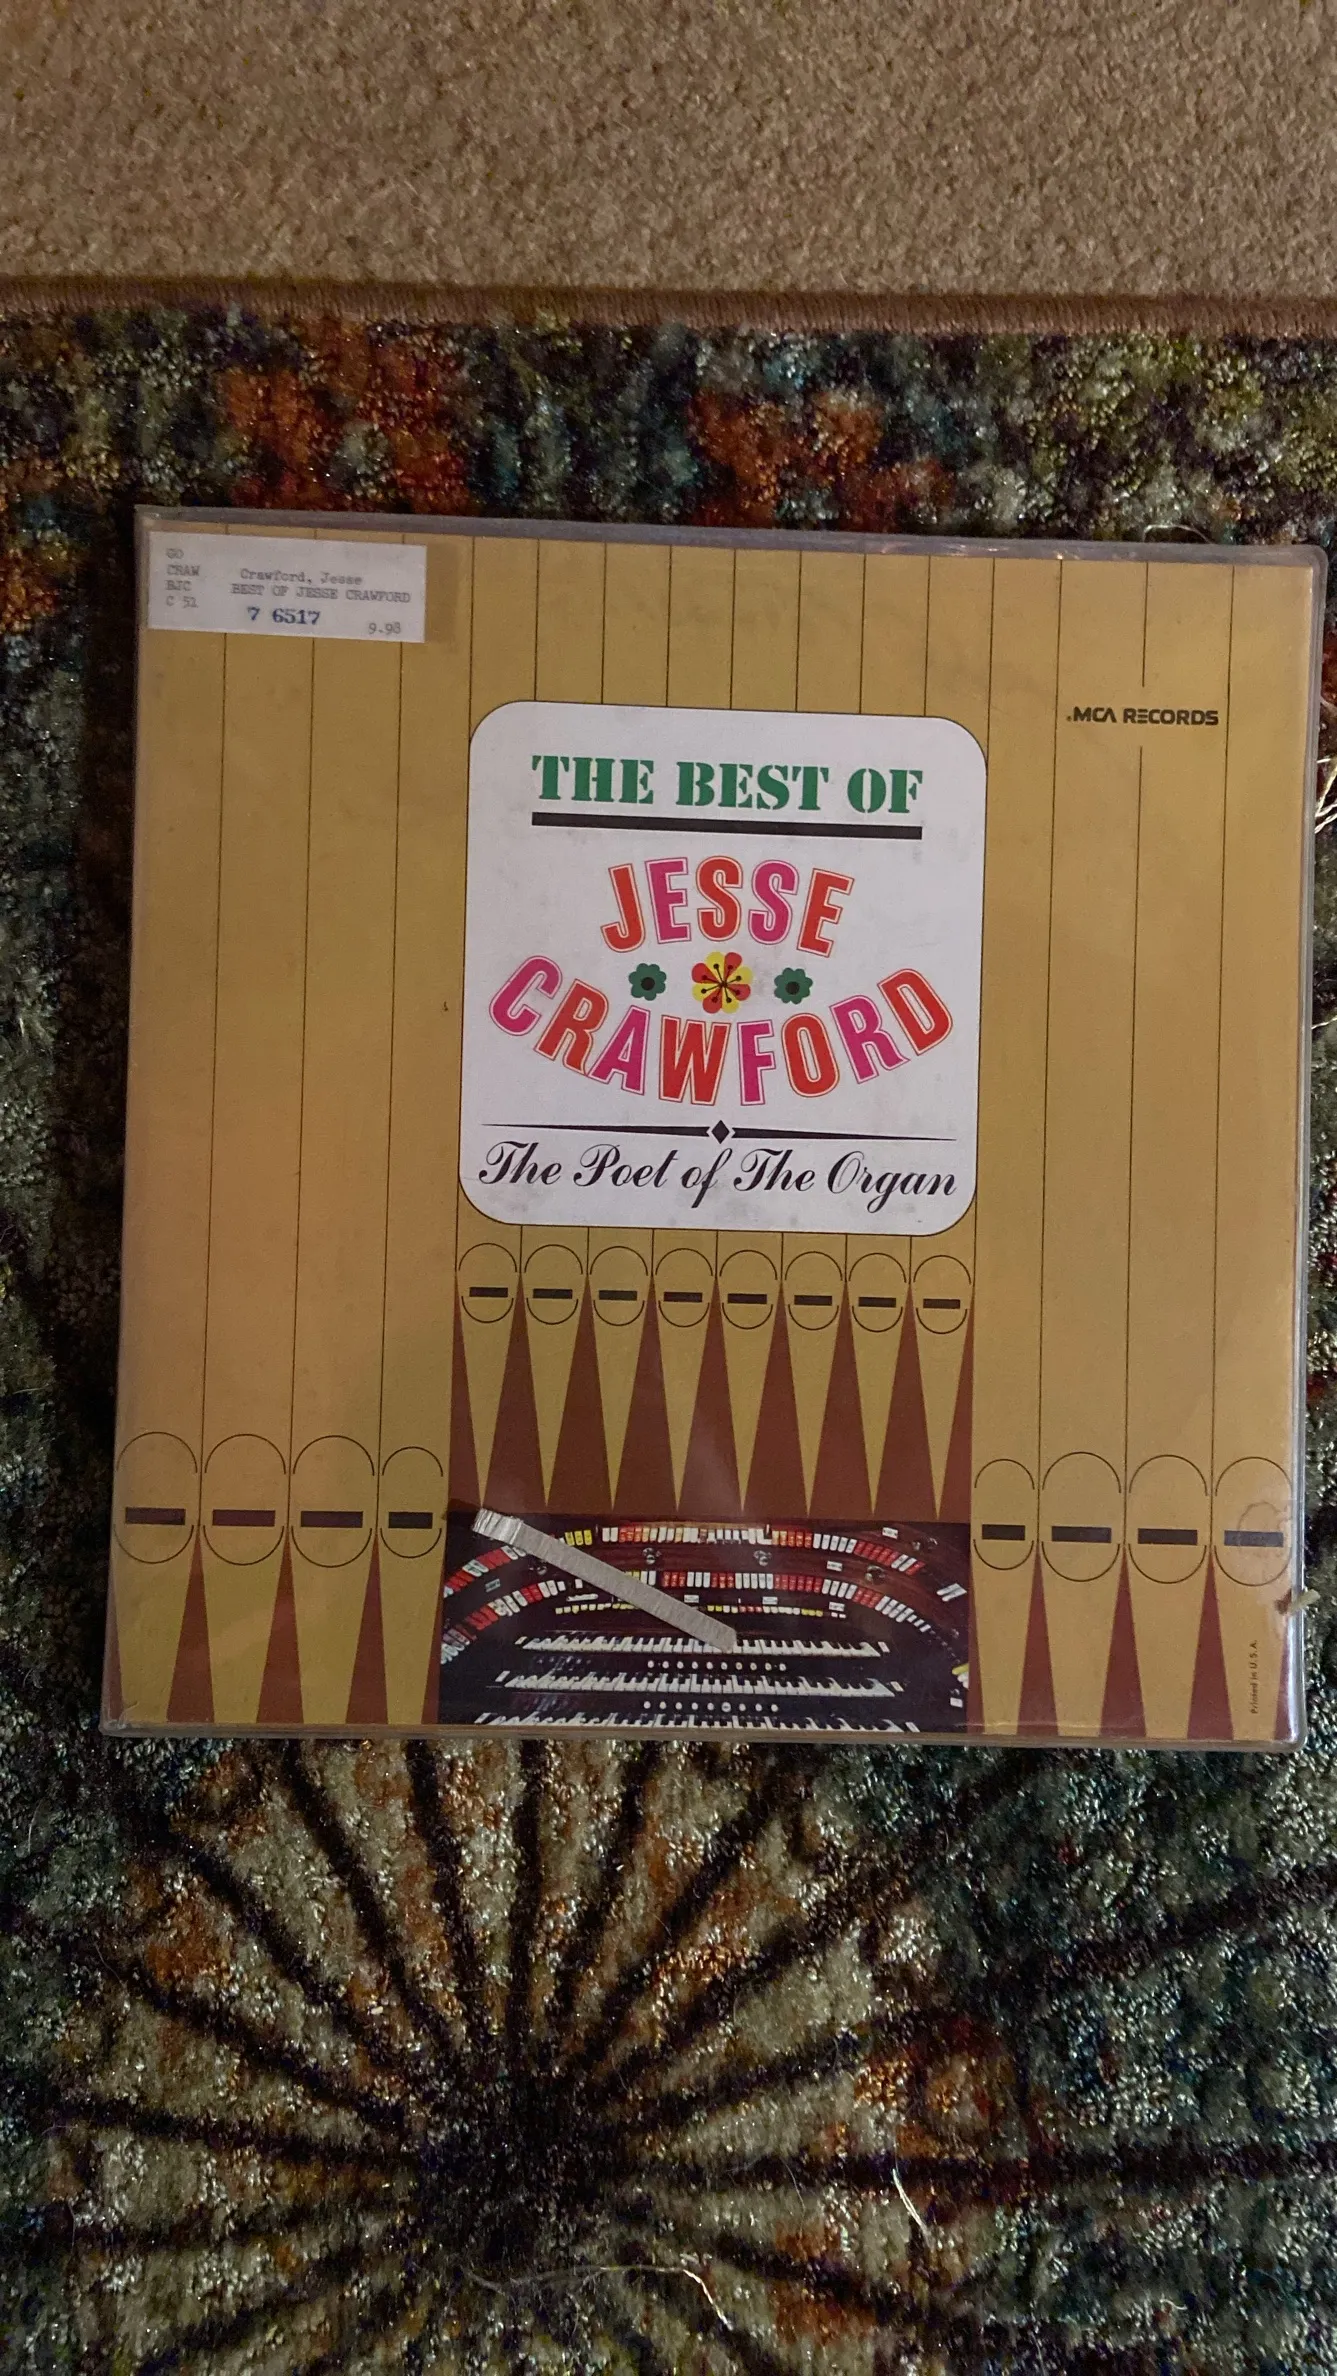 GO
CRAW
BJC
C 51
Crawford, Jesse
BEST OF JESSE CRAWFORD
7 6517
9.98
MCA RECORDS
THE BEST OF
JESSE
CRAWFORD
The Poet of The Organ
Printed in U.S.A.